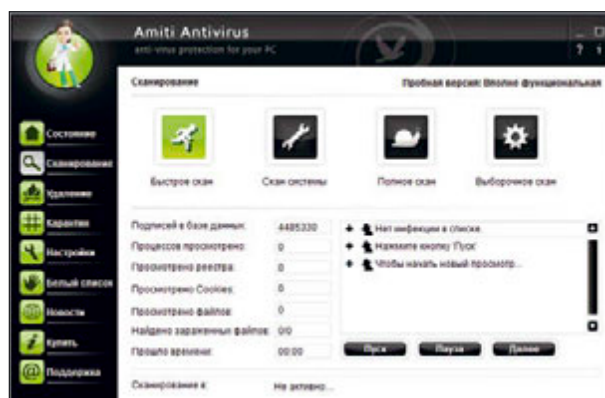 Amiti Antivirus
anti-virus protection for your PC
Сканирование
Пробная версия: Вполне функциональная
Быстрое скан
Скан системы
Полное скан
Выборочное скан
Состояние
Сканирование
Удаление
Карантин
Настройки
Белый список
Новости
Купить
Поддержка
Подписей в базе данных: 4485330
Процессов просмотрено: 0
Просмотрено реестра: 0
Просмотрено Cookies: 0
Просмотрено файлов: 0
Найдено зараженных файлов: 0/0
Прошло времени: 00:00
Нет инфекции в списке.
Нажмите кнопку 'Пуск'
Чтобы начать новый просмотр...
Пуск
Пауза
Далее
Сканирование в: Не активно...